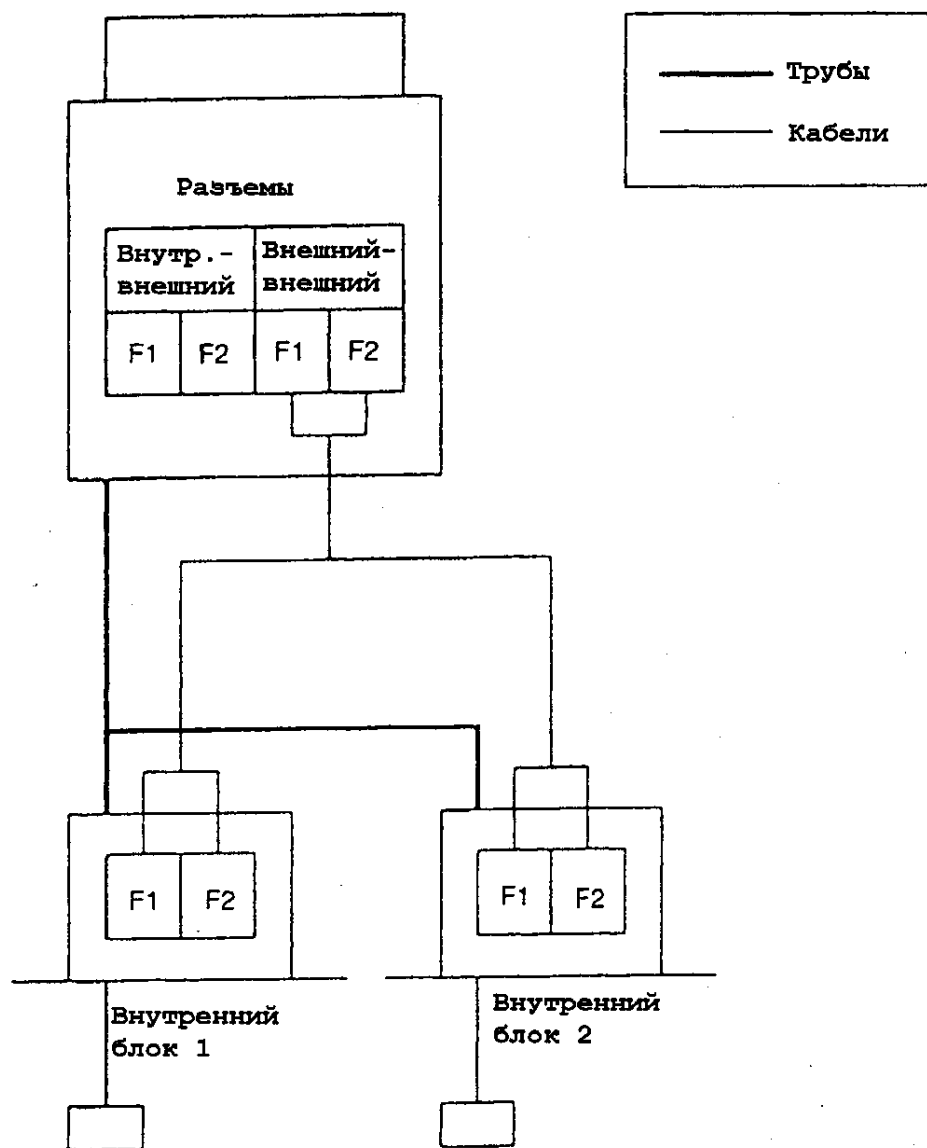 Трубы
Кабели
Разъемы
Внутр.-
внешний
Внешний-
внешний
F1 F2 F1 F2
F1 F2
F1 F2
Внутренний
блок 1
Внутренний
блок 2